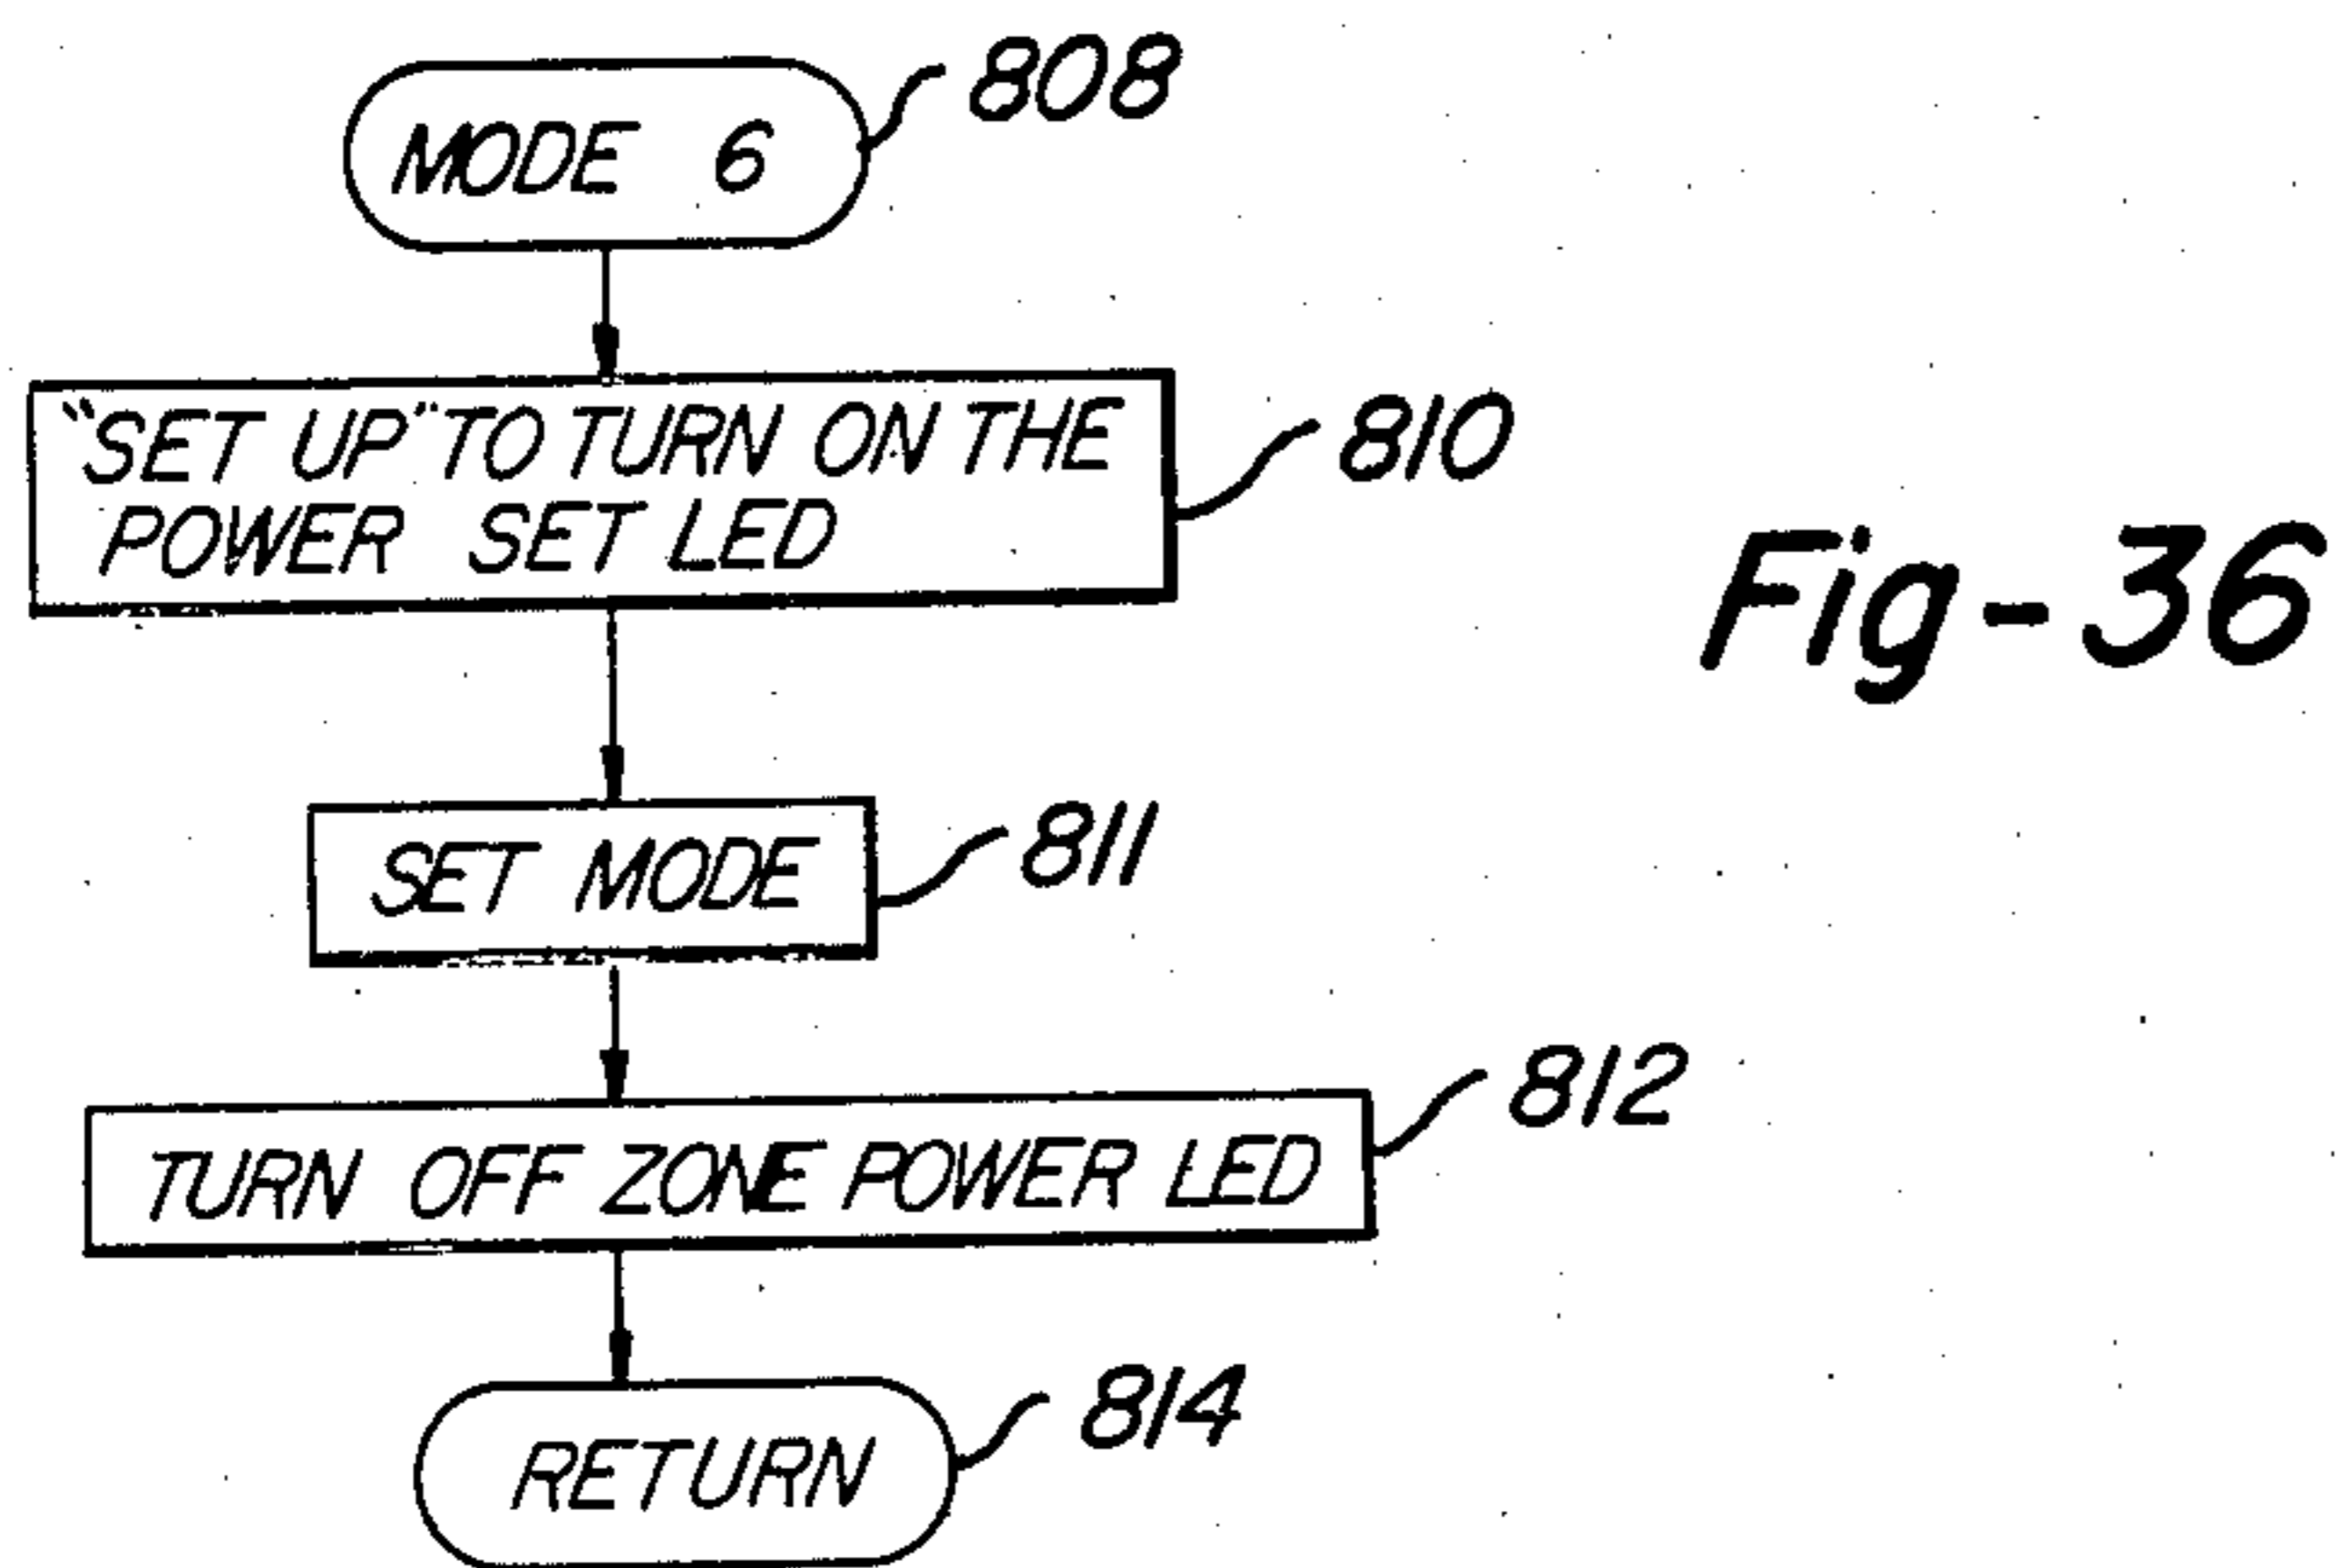 MODE 6
808
"SET UP" TO TURN ON THE
POWER SET LED
810
Fig-36
SET MODE
811
TURN OFF ZONE POWER LED
812
RETURN
814